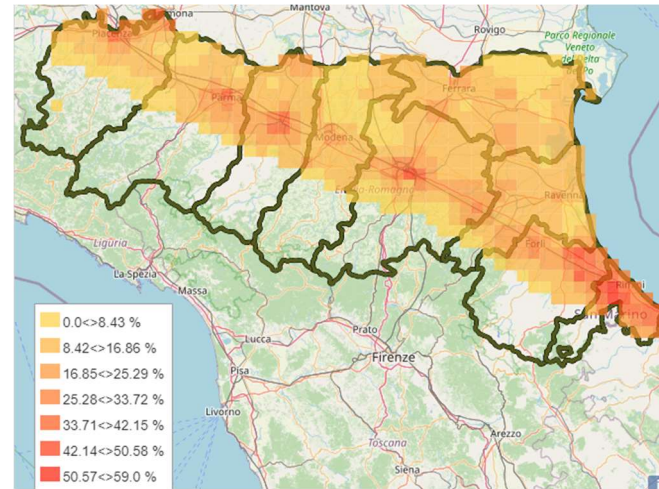 Mantova
Rovigo
Parco Regionale
Veneto
Piacenza
Ferrara
Parma
Modena
Ravenna
Forlì
Rimini
San Marino
Liguria
La Spezia
Massa
Lucca
Prato
Firenze
Pisa
Livorno
Toscana
Arezzo
Siena
0.0<>8.43 %
8.42<>16.86 %
16.85<>25.29 %
25.28<>33.72 %
33.71<>42.15 %
42.14<>50.58 %
50.57<>59.0 %